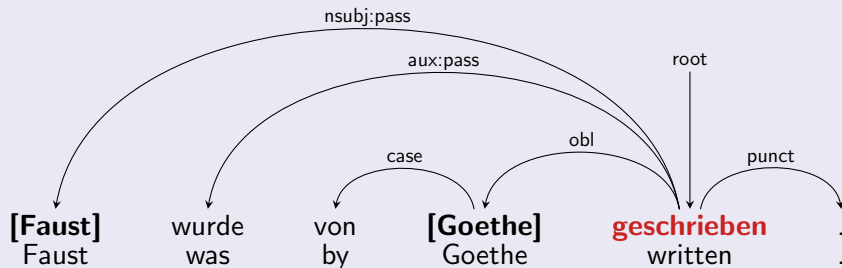 nsubj:pass
aux:pass
root
case
obl
punct
[Faust] wurde von [Goethe] geschrieben .
Faust was by Goethe written .